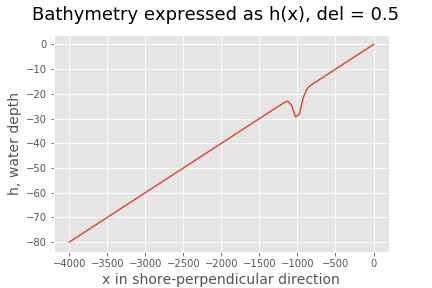 Bathymetry expressed as h(x), del = 0.5
h, water depth
0
−10
−20
−30
−40
−50
−60
−70
−80
−4000 −3500 −3000 −2500 −2000 −1500 −1000 −500 0
x in shore-perpendicular direction